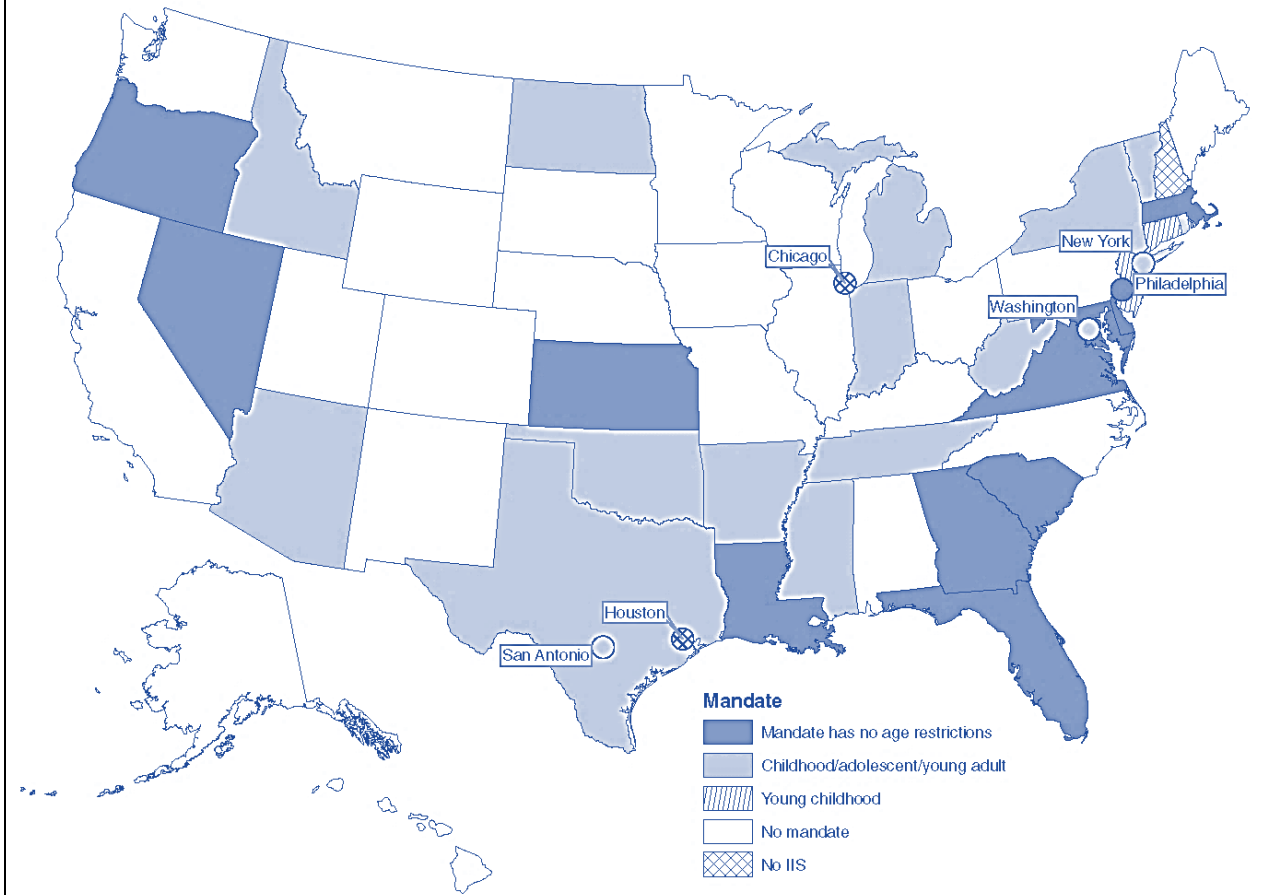 New York
Chicago
Philadelphia
Washington
Houston
San Antonio
Mandate
Mandate has no age restrictions
Childhood/adolescent/young adult
Young childhood
No mandate
No IIS